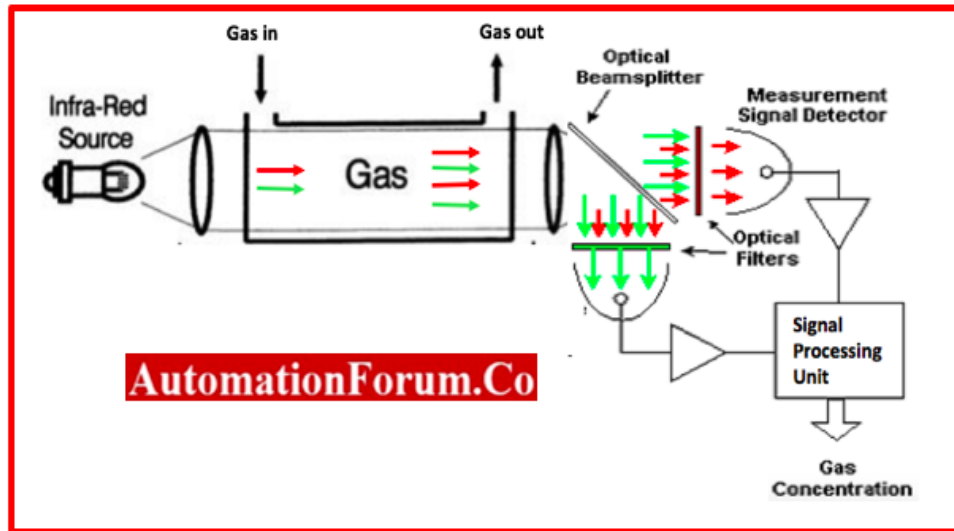 Gas in
Gas out
Optical
Beamsplitter
Infra-Red
Source
Measurement
Signal Detector
Gas
Optical
Filters
Signal
Processing
Unit
AutomationForum.Co
Gas
Concentration